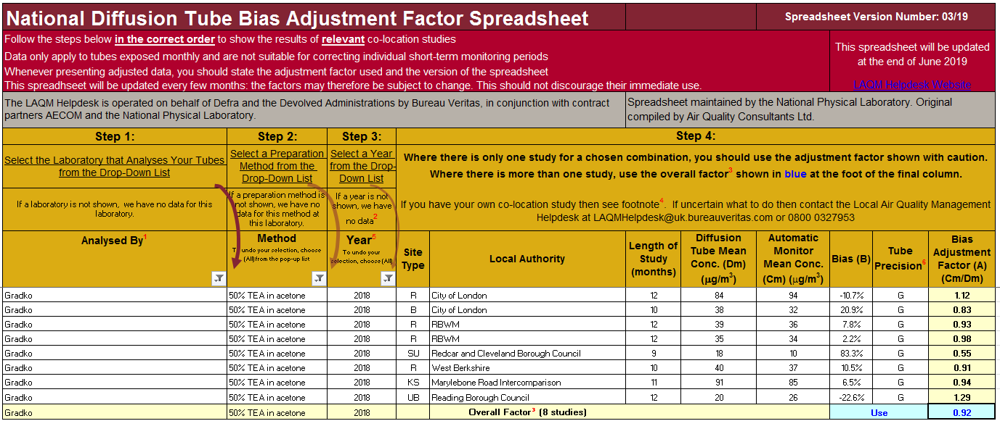 National Diffusion Tube Bias Adjustment Factor Spreadsheet
Spreadsheet Version Number: 03/19
Follow the steps below in the correct order to show the results of relevant co-location studies
Data only apply to tubes exposed monthly and are not suitable for correcting individual short-term monitoring periods
Whenever presenting adjusted data, you should state the adjustment factor used and the version of the spreadsheet
This spreadhseet will be updated every few months: the factors may therefore be subject to change. This should not discourage their immediate use.
This spreadsheet will be updated
at the end of June 2019
LAQM Helpdesk Website
The LAQM Helpdesk is operated on behalf of Defra and the Devolved Administrations by Bureau Veritas, in conjunction with contract
partners AECOM and the National Physical Laboratory.
Spreadsheet maintained by the National Physical Laboratory. Original
compiled by Air Quality Consultants Ltd.
Step 1:
Step 2:
Step 3:
Step 4:
Select the Laboratory that Analyses Your Tubes
from the Drop-Down List
Select a Preparation
Method from the
Drop-Down List
Select a Year
from the Drop-
Down List
Where there is only one study for a chosen combination, you should use the adjustment factor shown with caution.
Where there is more than one study, use the overall factor3 shown in blue at the foot of the final column.
If a laboratory is not shown, we have no data for this
laboratory.
If a preparation method is
not shown, we have no
data for this method at
this laboratory.
If a year is not
shown, we have
no data2
If you have your own co-location study then see footnote4. If uncertain what to do then contact the Local Air Quality Management
Helpdesk at LAQMHelpdesk@uk.bureauveritas.com or 0800 0327953
Analysed By1
Method
To undo your selection, choose
(All) from the pop-up list
Year5
To undo your
selection, choose (All)
Site
Type
Local Authority
Length of
Study
(months)
Diffusion
Tube Mean
Conc. (Dm)
(μg/m3)
Automatic
Monitor
Mean Conc.
(Cm) (μg/m3)
Bias (B)
Tube
Precision6
Bias
Adjustment
Factor (A)
(Cm/Dm)
Gradko 50% TEA in acetone 2018 R City of London 12 84 94 -10.7% G 1.12
Gradko 50% TEA in acetone 2018 B City of London 10 38 32 20.9% G 0.83
Gradko 50% TEA in acetone 2018 R RBWM 12 39 36 7.8% G 0.93
Gradko 50% TEA in acetone 2018 R RBWM 12 35 34 2.2% G 0.98
Gradko 50% TEA in acetone 2018 SU Redcar and Cleveland Borough Council 9 18 10 83.3% G 0.55
Gradko 50% TEA in acetone 2018 R West Berkshire 10 40 37 10.5% G 0.91
Gradko 50% TEA in acetone 2018 KS Marylebone Road Intercomparison 11 91 85 6.5% G 0.94
Gradko 50% TEA in acetone 2018 UB Reading Borough Council 12 20 26 -22.6% G 1.29
Gradko 50% TEA in acetone 2018 Overall Factor3 (8 studies) Use 0.92